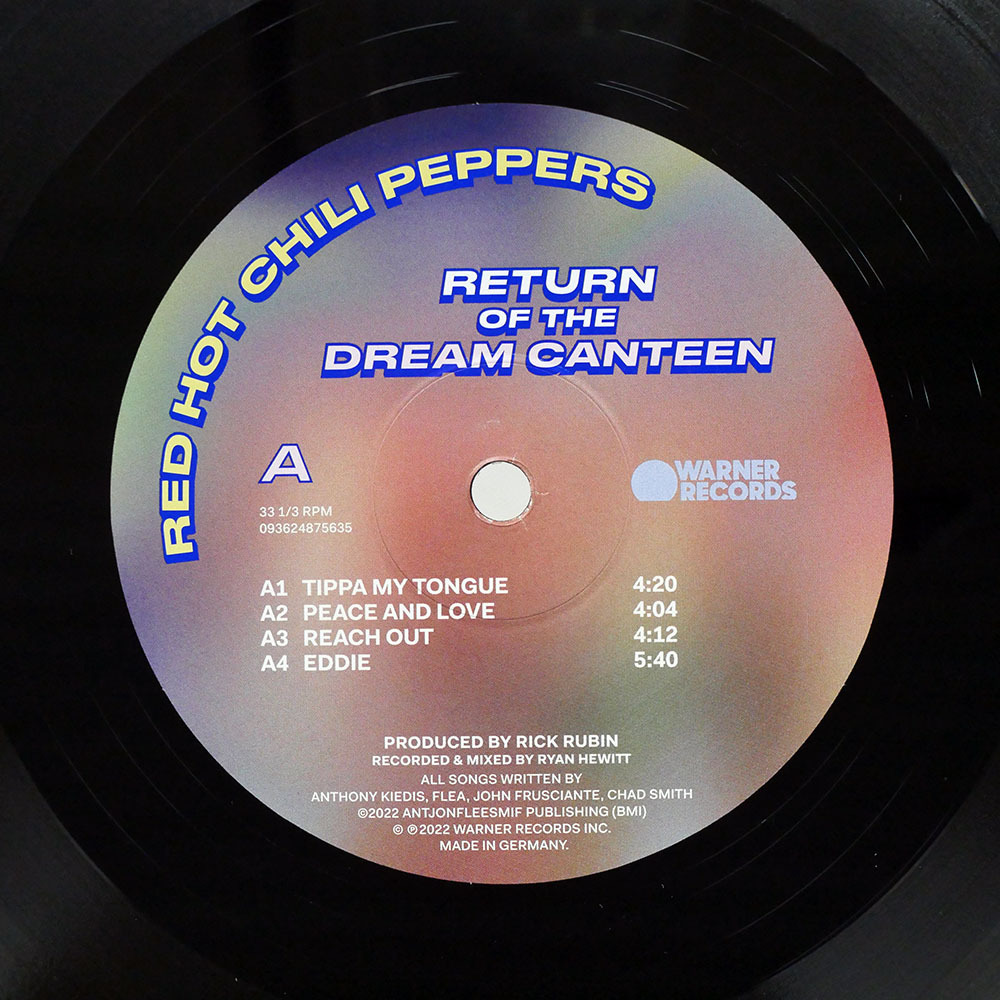 RED HOT CHILI PEPPERS
RETURN
OF THE
DREAM CANTEEN
A
33 1/3 RPM
093624875635
WARNER
RECORDS
A1 TIPPA MY TONGUE 4:20
A2 PEACE AND LOVE 4:04
A3 REACH OUT 4:12
A4 EDDIE 5:40
PRODUCED BY RICK RUBIN
RECORDED & MIXED BY RYAN HEWITT
ALL SONGS WRITTEN BY
ANTHONY KIEDIS, FLEA, JOHN FRUSCIANTE, CHAD SMITH
©2022 ANTJONFLEESMIF PUBLISHING (BMI)
© ℗2022 WARNER RECORDS INC.
MADE IN GERMANY.